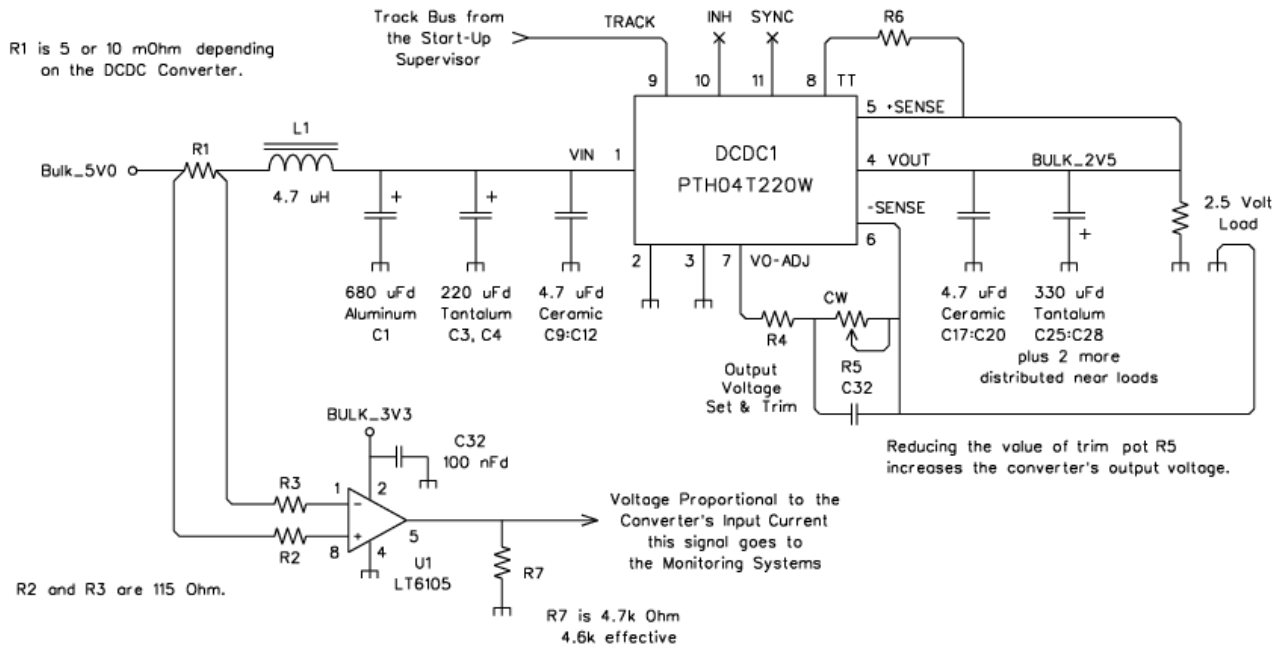 R1 is 5 or 10 mOhm depending
on the DCDC Converter.
Track Bus from
the Start-Up
Supervisor
TRACK
INH
SYNC
R6
9
10
11
8
TT
5
+SENSE
L1
R1
Bulk_5V0
4.7 uH
VIN
1
DCDC1
PTH04T220W
4
VOUT
BULK_2V5
-SENSE
6
2.5 Volt
Load
+
+
+
2
3
7
VO-ADJ
680 uFd
Aluminum
C1
220 uFd
Tantalum
C3, C4
4.7 uFd
Ceramic
C9:C12
CW
R4
R5
C32
4.7 uFd
Ceramic
C17:C20
330 uFd
Tantalum
C25:C28
plus 2 more
distributed near loads
Output
Voltage
Set & Trim
Reducing the value of trim pot R5
increases the converter's output voltage.
BULK_3V3
C32
100 nFd
R3
1
2
-
+
R2
8
4
5
U1
LT6105
R7
Voltage Proportional to the
Converter's Input Current
this signal goes to
the Monitoring Systems
R2 and R3 are 115 Ohm.
R7 is 4.7k Ohm
4.6k effective